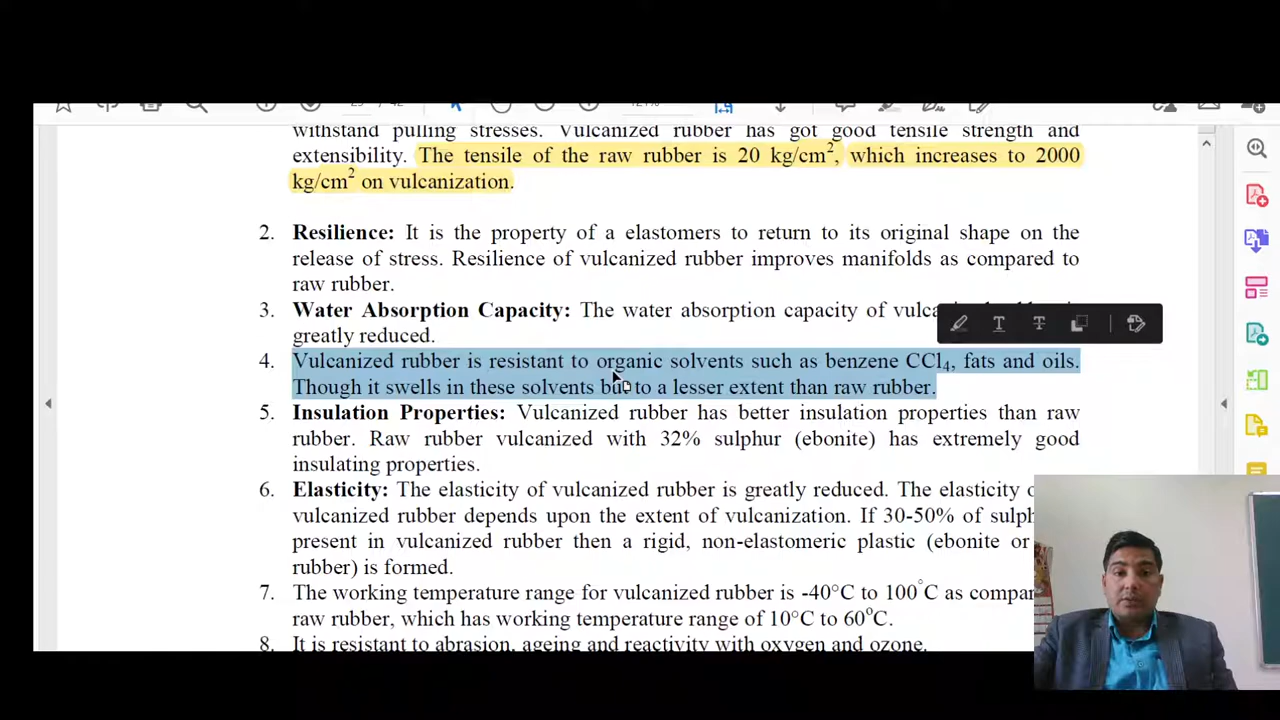 withstand pulling stresses. Vulcanized rubber has got good tensile strength and
extensibility. The tensile of the raw rubber is 20 kg/cm², which increases to 2000
kg/cm² on vulcanization.
2. Resilience: It is the property of a elastomers to return to its original shape on the
release of stress. Resilience of vulcanized rubber improves manifolds as compared to
raw rubber.
3. Water Absorption Capacity: The water absorption capacity of
greatly reduced.
4. Vulcanized rubber is resistant to organic solvents such as benzene CCl₄, fats and oils.
Though it swells in these solvents but to a lesser extent than raw rubber.
5. Insulation Properties: Vulcanized rubber has better insulation properties than raw
rubber. Raw rubber vulcanized with 32% sulphur (ebonite) has extremely good
insulating properties.
6. Elasticity: The elasticity of vulcanized rubber is greatly reduced. The elasticity
vulcanized rubber depends upon the extent of vulcanization. If 30-50% of
present in vulcanized rubber then a rigid, non-elastomeric plastic (ebonite or
rubber) is formed.
7. The working temperature range for vulcanized rubber is -40°C to 100°C as
raw rubber, which has working temperature range of 10°C to 60°C.
8. It is resistant to abrasion, ageing and reactivity with oxygen and ozone.